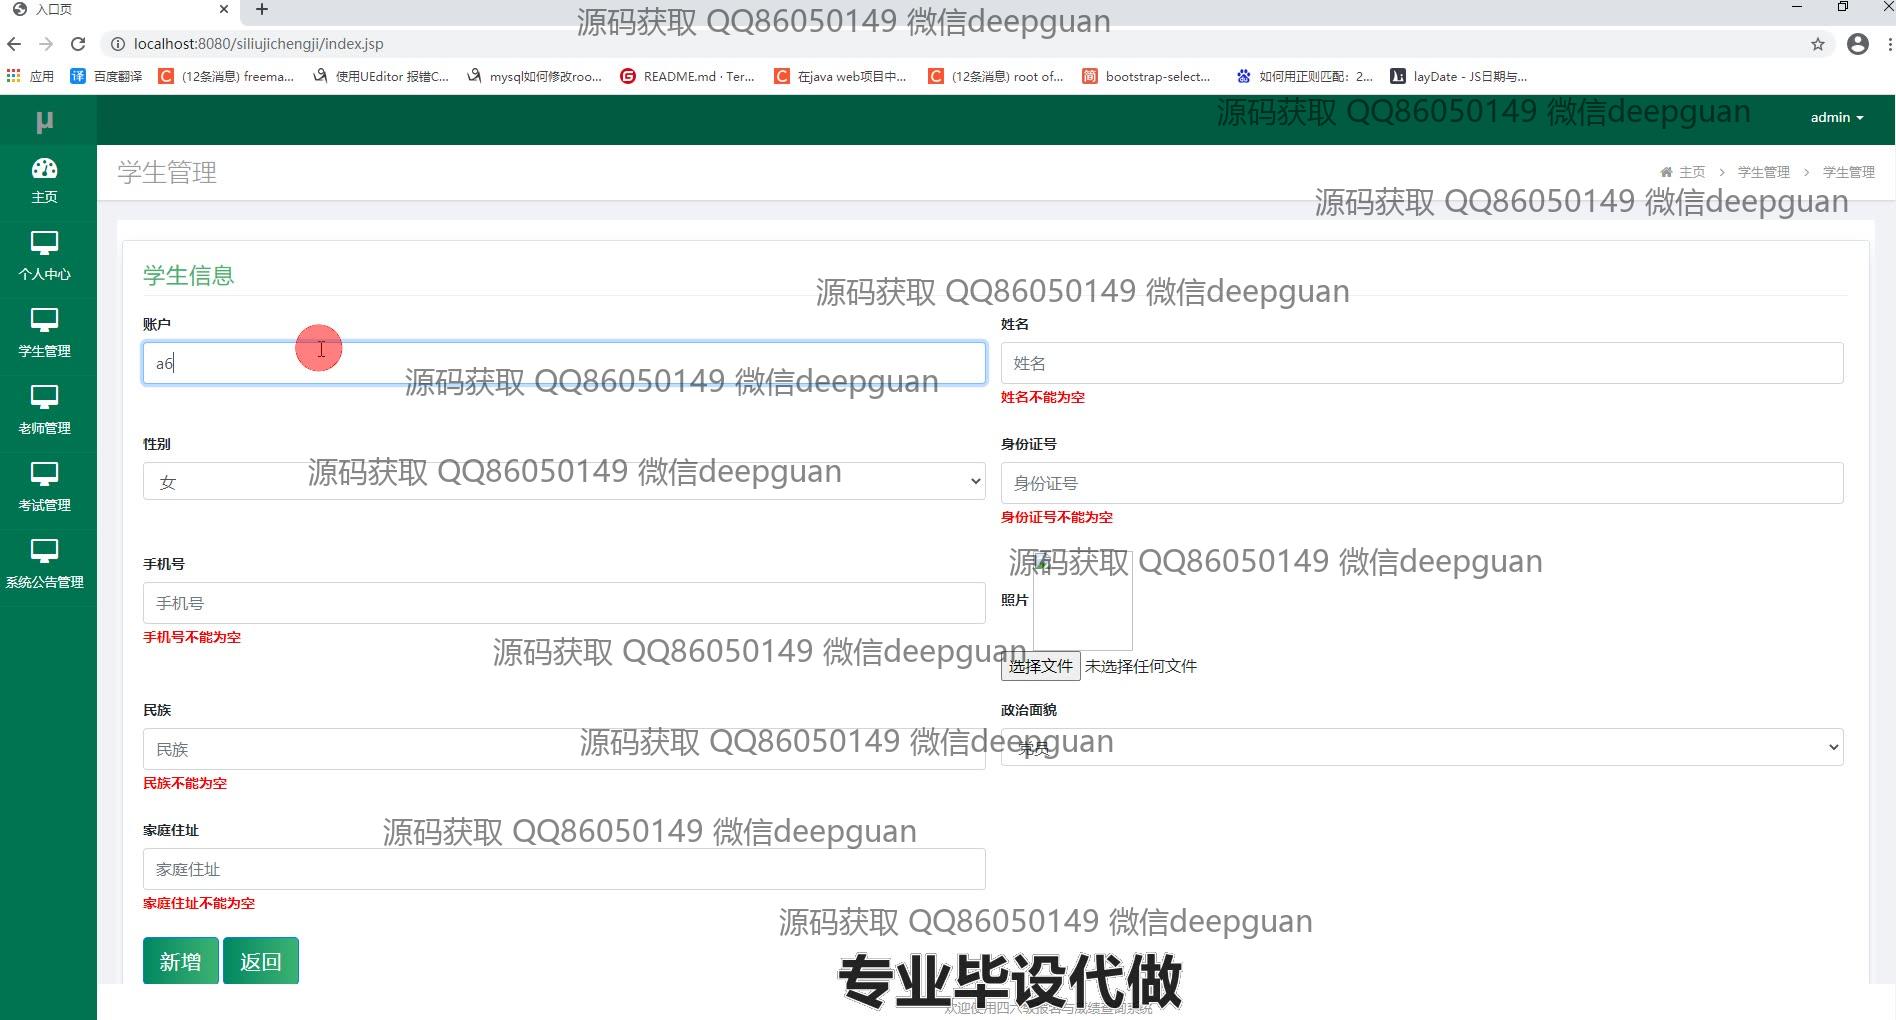 入口页
源码获取 QQ86050149 微信deepguan
localhost:8080/siliujichengji/index.jsp
应用 百度翻译 (12条消息) freema... 使用UEditor 报错C... mysql如何修改roo... README.md · Ter... 在java web项目中... (12条消息) root of... bootstrap-select... 如何用正则匹配：2... layDate - JS日期与...
源码获取 QQ86050149 微信deepguan
µ
admin
主页
学生管理
主页 > 学生管理 > 学生管理
源码获取 QQ86050149 微信deepguan
个人中心
学生信息
源码获取 QQ86050149 微信deepguan
账户
姓名
学生管理
a6
姓名
源码获取 QQ86050149 微信deepguan
姓名不能为空
老师管理
性别
身份证号
源码获取 QQ86050149 微信deepguan
女
身份证号
考试管理
身份证号不能为空
手机号
源码获取 QQ86050149 微信deepguan
系统公告管理
手机号
照片
手机号不能为空
源码获取 QQ86050149 微信deepguan
选择文件 未选择任何文件
民族
政治面貌
源码获取 QQ86050149 微信deepguan
民族
党员
民族不能为空
家庭住址
源码获取 QQ86050149 微信deepguan
家庭住址
家庭住址不能为空
源码获取 QQ86050149 微信deepguan
新增 返回
专业毕设代做
欢迎使用四六级报名与成绩查询系统